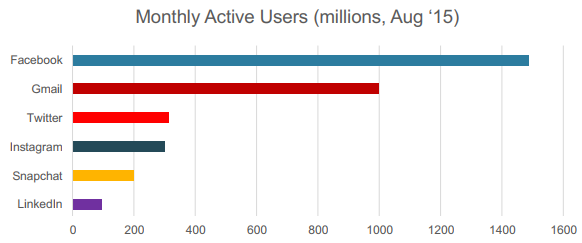 Monthly Active Users (millions, Aug ‘15)
Facebook
Gmail
Twitter
Instagram
Snapchat
LinkedIn
0 200 400 600 800 1000 1200 1400 1600